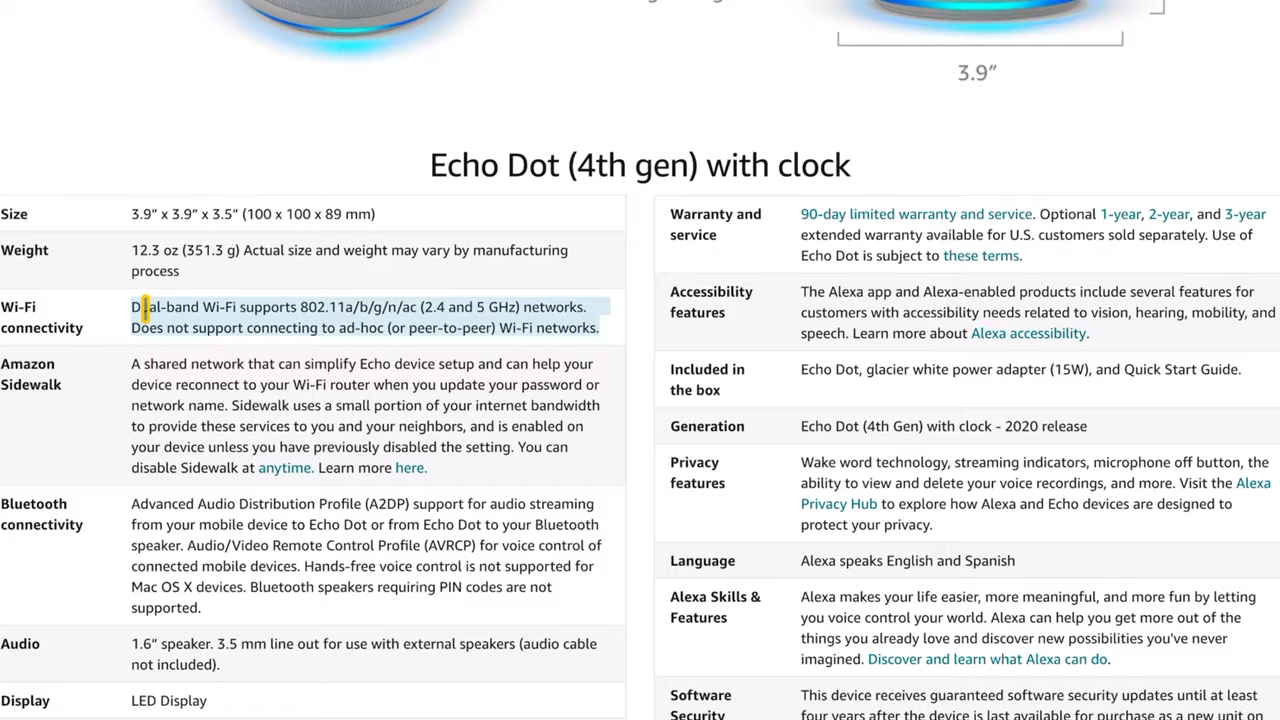 3.9”
Echo Dot (4th gen) with clock
Size
3.9” x 3.9” x 3.5” (100 x 100 x 89 mm)
Weight
12.3 oz (351.3 g) Actual size and weight may vary by manufacturing
process
Wi-Fi
connectivity
Dual-band Wi-Fi supports 802.11a/b/g/n/ac (2.4 and 5 GHz) networks.
Does not support connecting to ad-hoc (or peer-to-peer) Wi-Fi networks.
Amazon
Sidewalk
A shared network that can simplify Echo device setup and can help your
device reconnect to your Wi-Fi router when you update your password or
network name. Sidewalk uses a small portion of your internet bandwidth
to provide these services to you and your neighbors, and is enabled on
your device unless you have previously disabled the setting. You can
disable Sidewalk at anytime. Learn more here.
Bluetooth
connectivity
Advanced Audio Distribution Profile (A2DP) support for audio streaming
from your mobile device to Echo Dot or from Echo Dot to your Bluetooth
speaker. Audio/Video Remote Control Profile (AVRCP) for voice control of
connected mobile devices. Hands-free voice control is not supported for
Mac OS X devices. Bluetooth speakers requiring PIN codes are not
supported.
Audio
1.6” speaker. 3.5 mm line out for use with external speakers (audio cable
not included).
Display
LED Display
Warranty and
service
90-day limited warranty and service. Optional 1-year, 2-year, and 3-year
extended warranty available for U.S. customers sold separately. Use of
Echo Dot is subject to these terms.
Accessibility
features
The Alexa app and Alexa-enabled products include several features for
customers with accessibility needs related to vision, hearing, mobility, and
speech. Learn more about Alexa accessibility.
Included in
the box
Echo Dot, glacier white power adapter (15W), and Quick Start Guide.
Generation
Echo Dot (4th Gen) with clock - 2020 release
Privacy
features
Wake word technology, streaming indicators, microphone off button, the
ability to view and delete your voice recordings, and more. Visit the Alexa
Privacy Hub to explore how Alexa and Echo devices are designed to
protect your privacy.
Language
Alexa speaks English and Spanish
Alexa Skills &
Features
Alexa makes your life easier, more meaningful, and more fun by letting
you voice control your world. Alexa can help you get more out of the
things you already love and discover new possibilities you've never
imagined. Discover and learn what Alexa can do.
Software
Security
This device receives guaranteed software security updates until at least
four years after the device is last available for purchase as a new unit on